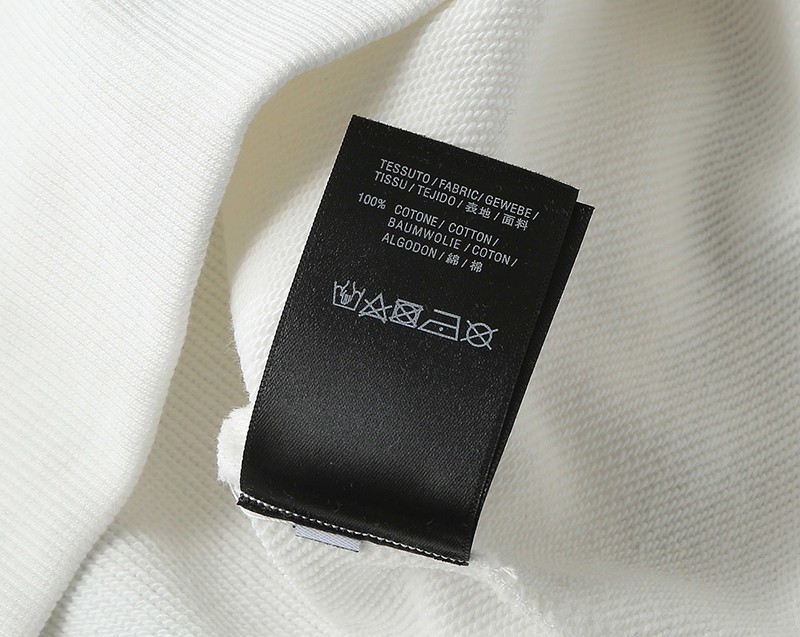 TESSUTO / FABRIC / GEWEBE /
TISSU / TEJIDO / 表地 / 面料
100% COTONE / COTTON /
BAUMWOLIE / COTON /
ALGODON / 綿 / 棉